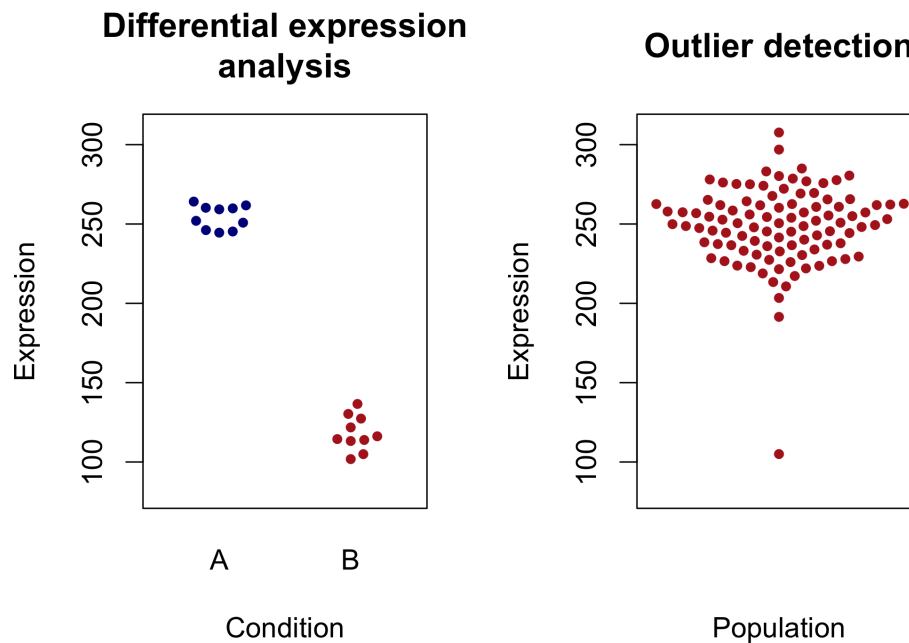 Differential expression
analysis
Expression
300
250
200
150
100
A
B
Condition
Outlier detection
Expression
300
250
200
150
100
Population